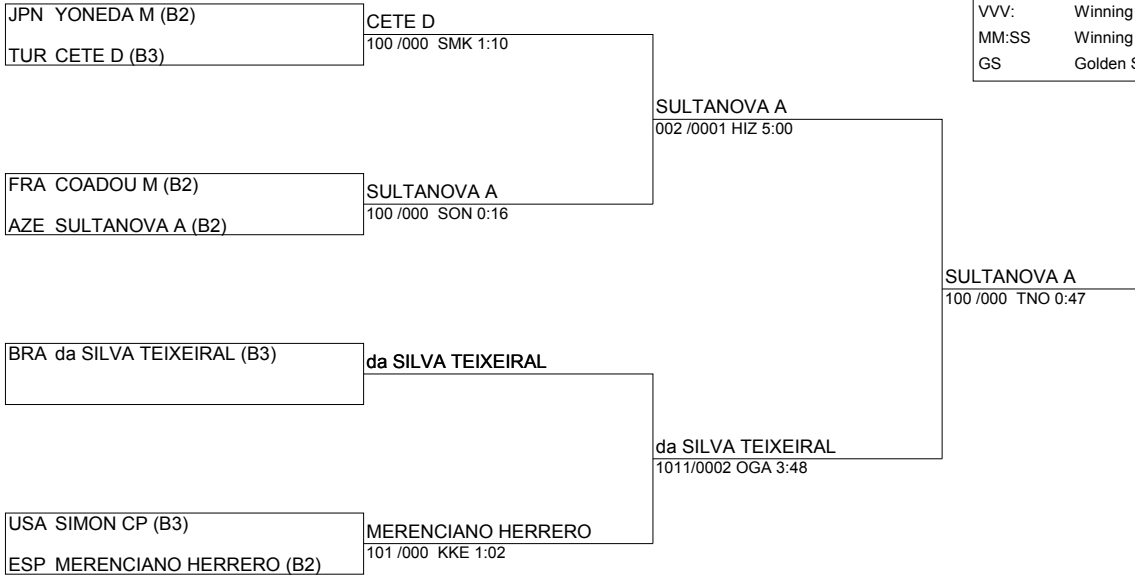 JPN YONEDA M (B2)
TUR CETE D (B3)
CETE D
100 /000 SMK 1:10
VVV: Winning
MM:SS Winning
GS Golden
SULTANOVA A
002 /0001 HIZ 5:00
FRA COADOU M (B2)
AZE SULTANOVA A (B2)
SULTANOVA A
100 /000 SON 0:16
SULTANOVA A
100 /000 TNO 0:47
BRA da SILVA TEIXEIRAL (B3)
da SILVA TEIXEIRAL
da SILVA TEIXEIRAL
1011/0002 OGA 3:48
USA SIMON CP (B3)
ESP MERENCIANO HERRERO (B2)
MERENCIANO HERRERO
101 /000 KKE 1:02